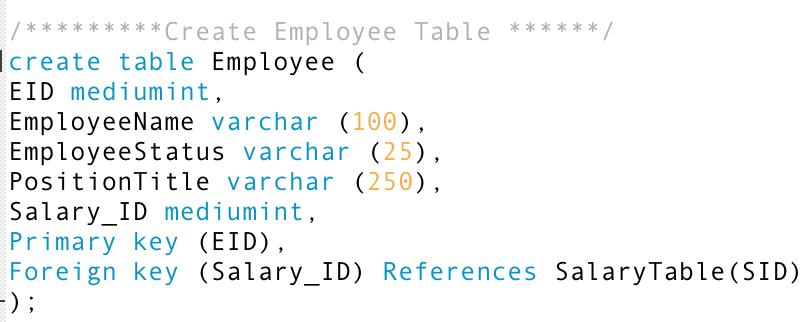 /*********Create Employee Table ******/
create table Employee (
EID mediumint,
EmployeeName varchar (100),
EmployeeStatus varchar (25),
PositionTitle varchar (250),
Salary_ID mediumint,
Primary key (EID),
Foreign key (Salary_ID) References SalaryTable(SID)
);